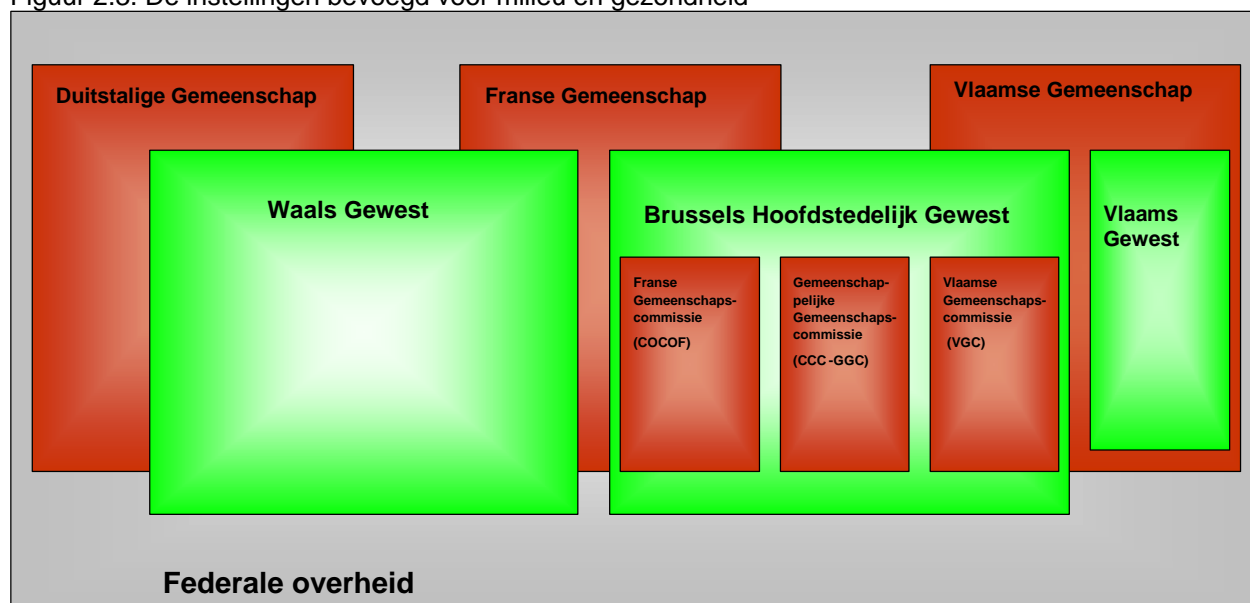 Figuur 2.3: De instellingen bevoegd voor milieu en gezondheid
Duitstalige Gemeenschap
Franse Gemeenschap
Vlaamse Gemeenschap
Waals Gewest
Brussels Hoofdstedelijk Gewest
Vlaams
Gewest
Franse
Gemeenschaps-
commissie
(COCOF)
Gemeenschap-
pelijke
Gemeenschaps-
commissie
(CCC -GGC)
Vlaamse
Gemeenschaps-
commissie
(VGC)
Federale overheid